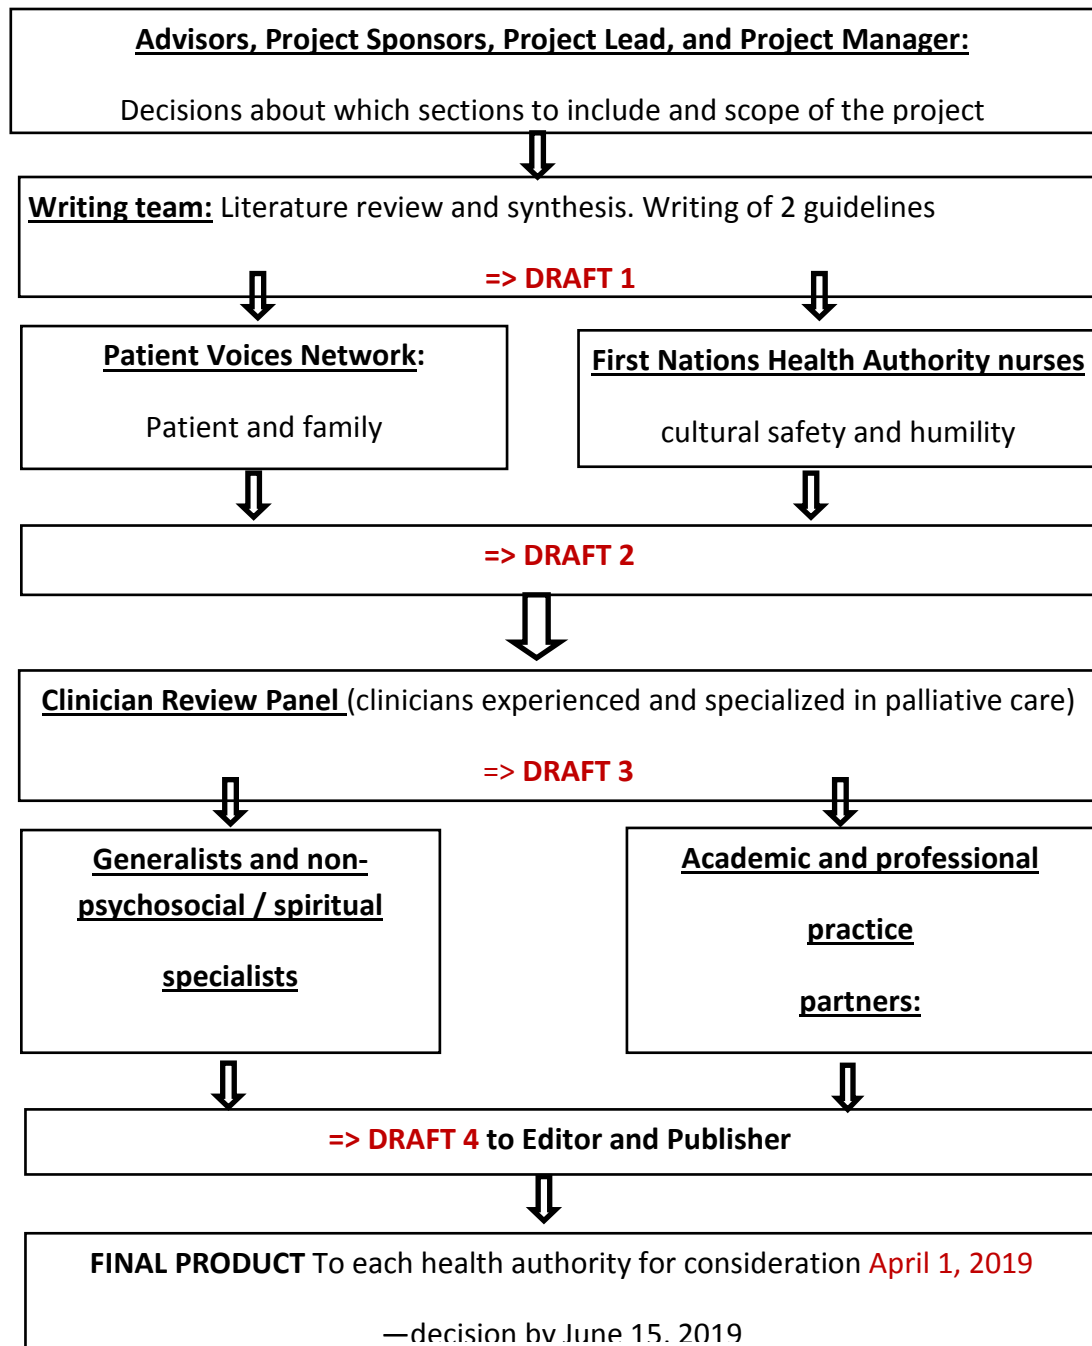 Advisors, Project Sponsors, Project Lead, and Project Manager:
Decisions about which sections to include and scope of the project
Writing team: Literature review and synthesis. Writing of 2 guidelines
=> DRAFT 1
Patient Voices Network:
Patient and family
First Nations Health Authority nurses
cultural safety and humility
=> DRAFT 2
Clinician Review Panel (clinicians experienced and specialized in palliative care)
=> DRAFT 3
Generalists and non-
psychosocial / spiritual
specialists
Academic and professional
practice
partners:
=> DRAFT 4 to Editor and Publisher
FINAL PRODUCT To each health authority for consideration April 1, 2019
—decision by June 15, 2019